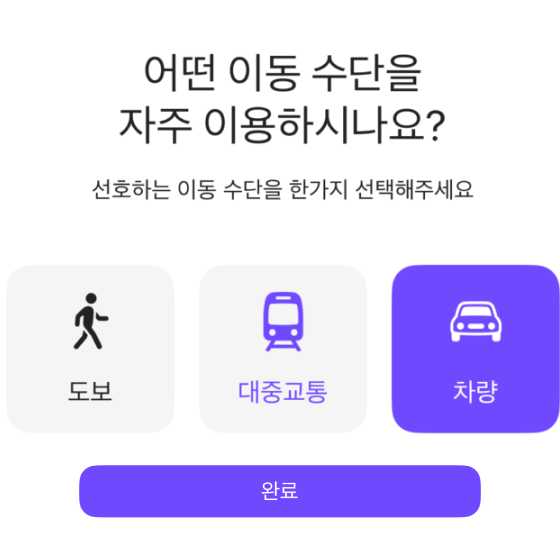 어떤 이동 수단을
자주 이용하시나요?
선호하는 이동 수단을 한가지 선택해주세요
도보
대중교통
차량
완료